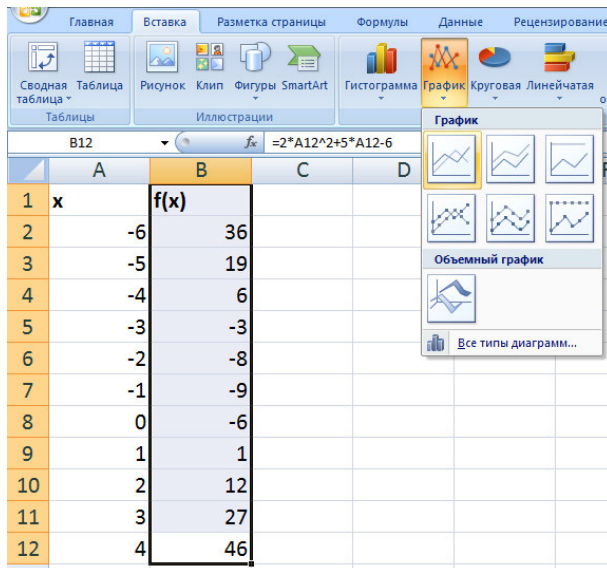 Главная Вставка Разметка страницы Формулы Данные Рецензирование
Сводная таблица Таблица Рисунок Клип Фигуры SmartArt Гистограмма График Круговая Линейчатая
Таблицы Иллюстрации
График
Объемный график
Все типы диаграмм...
B12 fx =2*A12^2+5*A12-6
A B C D
1 x f(x)
2 -6 36
3 -5 19
4 -4 6
5 -3 -3
6 -2 -8
7 -1 -9
8 0 -6
9 1 1
10 2 12
11 3 27
12 4 46